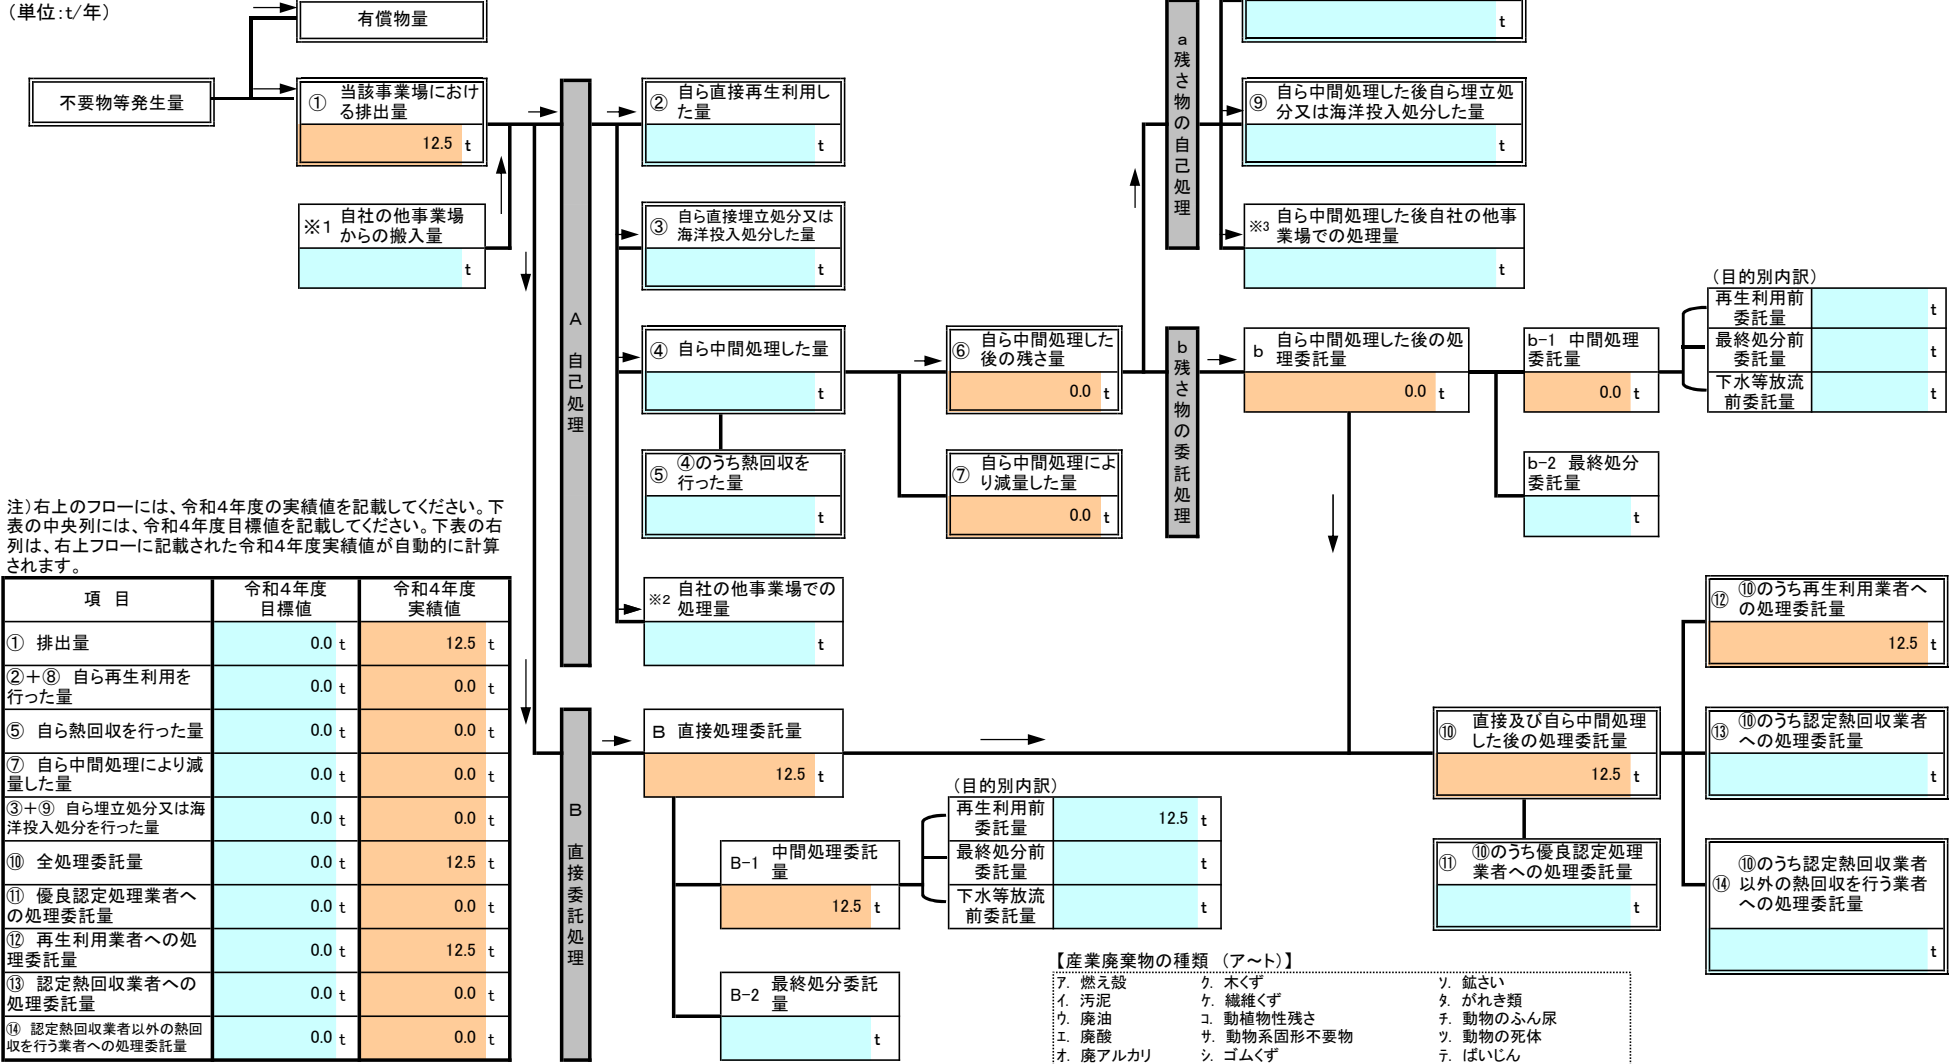 (単位:t/年)
有償物量
不要物等発生量
① 当該事業場におけ
る排出量
12.5 t
※1 自社の他事業場
からの搬入量
t
A
自己処理
② 自ら直接再生利用し
た量
t
③ 自ら直接埋立処分又は
海洋投入処分した量
t
④ 自ら中間処理した量
t
⑤ ④のうち熱回収を
行った量
t
※2 自社の他事業場での
処理量
t
⑥ 自ら中間処理した
後の残さ量
0.0 t
⑦ 自ら中間処理によ
り減量した量
0.0 t
a
残さ物の自己処理
t
⑨ 自ら中間処理した後自ら埋立処
分又は海洋投入処分した量
t
※3 自ら中間処理した後自社の他事
業場での処理量
t
b
残さ物の委託処理
b 自ら中間処理した後の処
理委託量
0.0 t
b-1 中間処理
委託量
0.0 t
b-2 最終処分
委託量
t
(目的別内訳)
再生利用前
委託量 t
最終処分前
委託量 t
下水等放流
前委託量 t
注)右上のフローには、令和4年度の実績値を記載してください。下
表の中央列には、令和4年度目標値を記載してください。下表の右
列は、右上フローに記載された令和4年度実績値が自動的に計算
されます。
項 目 令和4年度 令和4年度
目標値 実績値
① 排出量 0.0 t 12.5 t
②+⑧ 自ら再生利用を
行った量 0.0 t 0.0 t
⑤ 自ら熱回収を行った量 0.0 t 0.0 t
⑦ 自ら中間処理により減
量した量 0.0 t 0.0 t
③+⑨ 自ら埋立処分又は海
洋投入処分を行った量 0.0 t 0.0 t
⑩ 全処理委託量 0.0 t 12.5 t
⑪ 優良認定処理業者へ
の処理委託量 0.0 t 0.0 t
⑫ 再生利用業者への処
理委託量 0.0 t 12.5 t
⑬ 認定熱回収業者への
処理委託量 0.0 t 0.0 t
⑭ 認定熱回収業者以外の熱回
収を行う業者への処理委託量 0.0 t 0.0 t
B
直接委託処理
B 直接処理委託量
12.5 t
B-1 中間処理委託
量
12.5 t
B-2 最終処分委託
量
t
(目的別内訳)
再生利用前
委託量 12.5 t
最終処分前
委託量 t
下水等放流
前委託量 t
⑩ 直接及び自ら中間処理
した後の処理委託量
12.5 t
⑪ ⑩のうち優良認定処理
業者への処理委託量
t
⑫ ⑩のうち再生利用業者へ
の処理委託量
12.5 t
⑬ ⑩のうち認定熱回収業者
への処理委託量
t
⑭ ⑩のうち認定熱回収業者
以外の熱回収を行う業者
への処理委託量
t
【産業廃棄物の種類 (ア~ト)】
ア. 燃え殻 ク. 木くず ソ. 鉱さい
イ. 汚泥 ケ. 繊維くず タ. がれき類
ウ. 廃油 コ. 動植物性残さ チ. 動物のふん尿
エ. 廃酸 サ. 動物系固形不要物 ツ. 動物の死体
オ. 廃アルカリ シ. ゴムくず テ. ばいじん